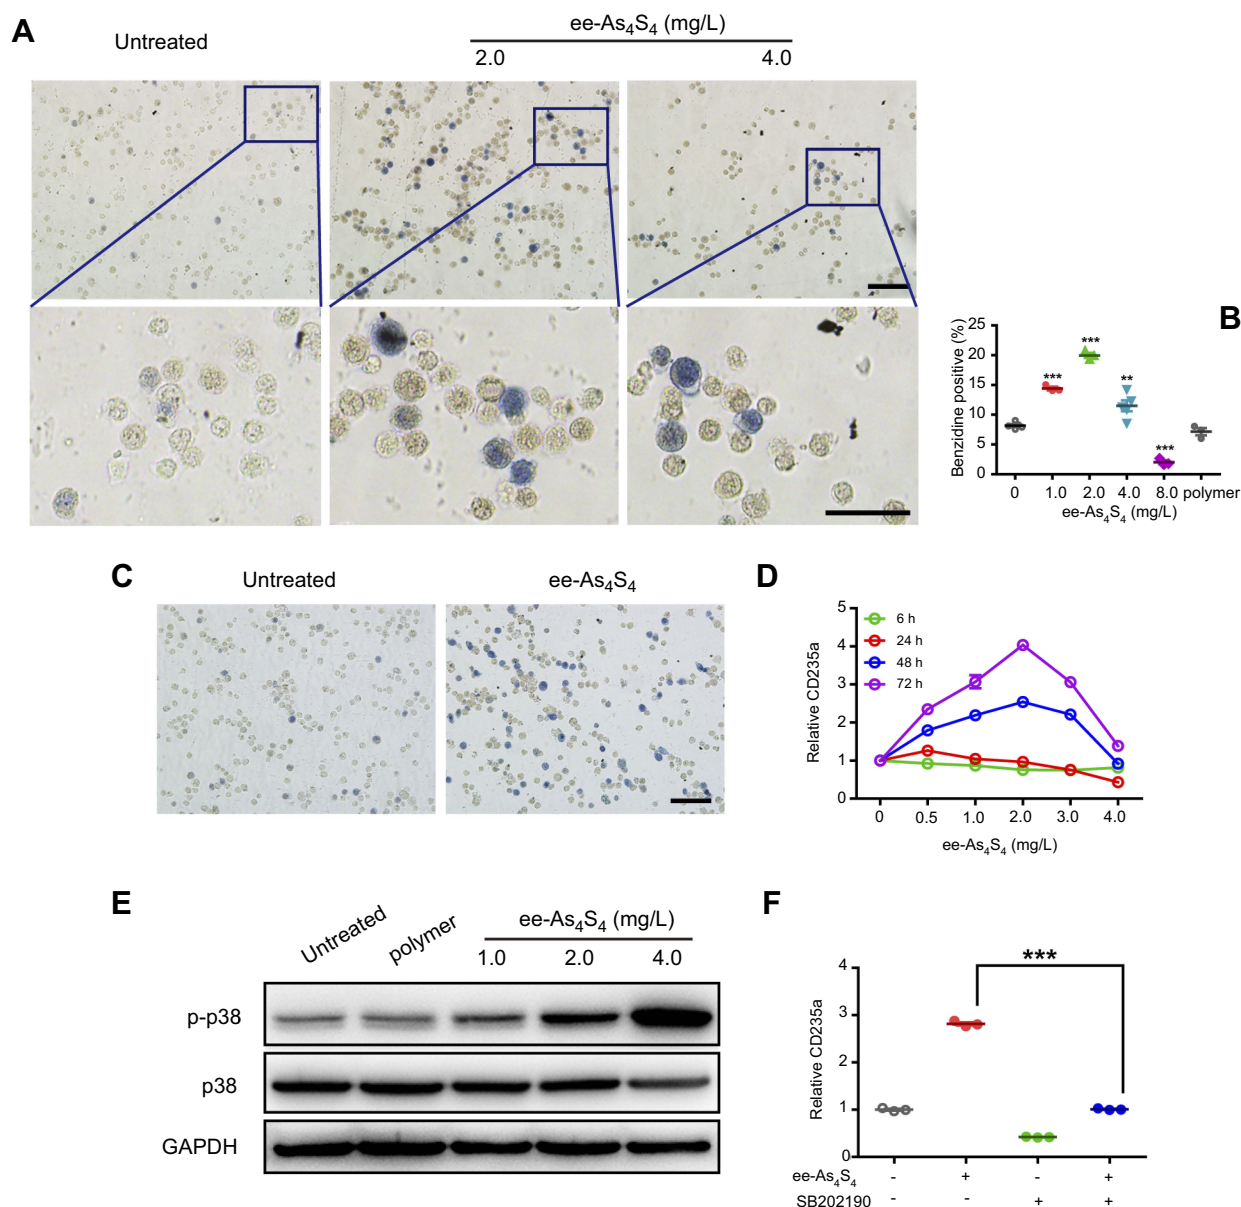 A
Untreated
ee-As4S4 (mg/L)
2.0 4.0
B
Benzidine positive (%)
25
20
15
10
5
0
***
***
**
***
0 1.0 2.0 4.0 8.0 polymer
ee-As4S4 (mg/L)
C
Untreated
ee-As4S4
D
Relative CD235a
5
4
3
2
1
0
6 h
24 h
48 h
72 h
0 0.5 1.0 2.0 3.0 4.0
ee-As4S4 (mg/L)
E
Untreated
polymer
ee-As4S4 (mg/L)
1.0 2.0 4.0
p-p38
p38
GAPDH
F
Relative CD235a
4
3
2
1
0
***
ee-As4S4 - + - +
SB202190 - - + +